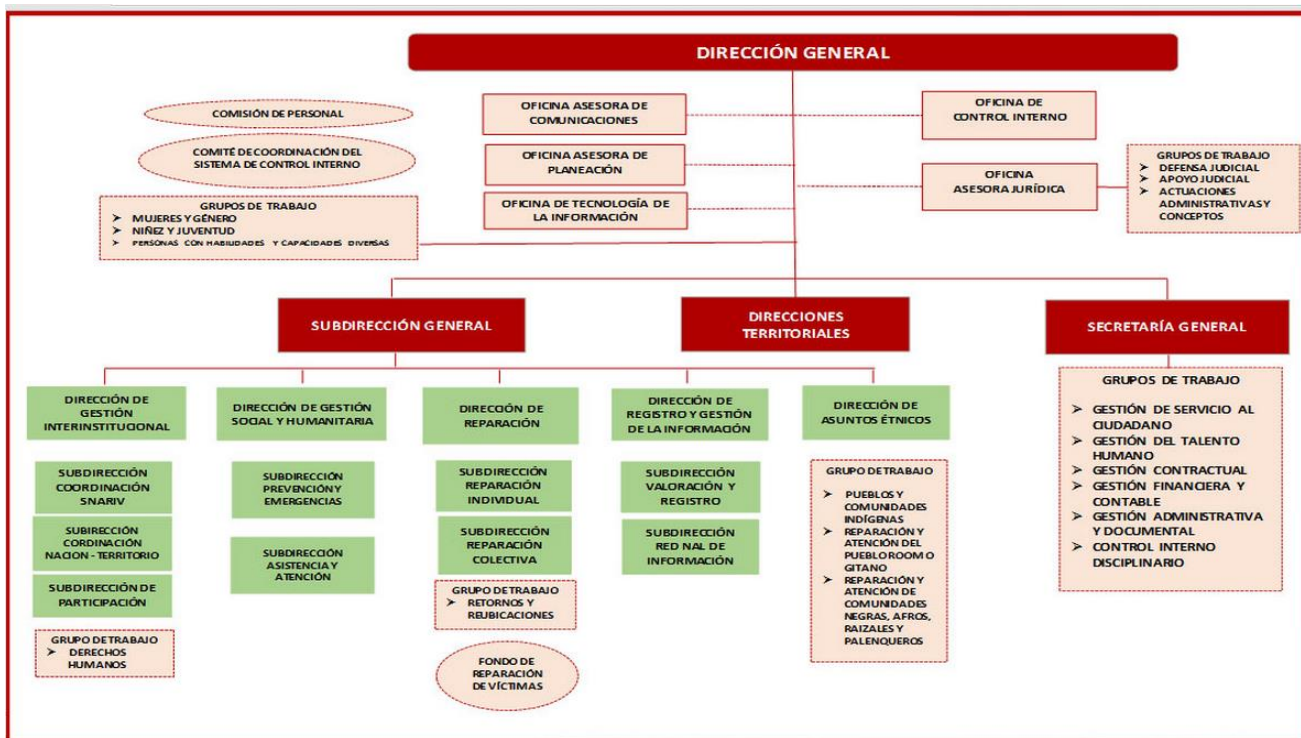 DIRECCIÓN GENERAL
COMISIÓN DE PERSONAL
COMITÉ DE COORDINACIÓN DEL
SISTEMA DE CONTROL INTERNO
GRUPOS DE TRABAJO
➤ MUJERES Y GÉNERO
➤ NIÑEZ Y JUVENTUD
➤ PERSONAS CON HABILIDADES Y CAPACIDADES DIVERSAS
OFICINA ASESORA DE
COMUNICACIONES
OFICINA ASESORA DE
PLANEACIÓN
OFICINA DE TECNOLOGÍA DE
LA INFORMACIÓN
OFICINA DE
CONTROL INTERNO
OFICINA
ASESORA JURÍDICA
GRUPOS DE TRABAJO
➤ DEFENSA JUDICIAL
➤ APOYO JUDICIAL
➤ ACTUACIONES
ADMINISTRATIVAS Y
CONCEPTOS
SUBDIRECCIÓN GENERAL
DIRECCIONES
TERRITORIALES
SECRETARÍA GENERAL
DIRECCIÓN DE
GESTIÓN
INTERINSTITUCIONAL
SUBDIRECCIÓN
COORDINACIÓN
SNARIV
SUBIRECCIÓN
CORDINACIÓN
NACION - TERRITORIO
SUBDIRECCIÓN DE
PARTICIPACIÓN
GRUPO DE TRABAJO
➤ DERECHOS
HUMANOS
DIRECCIÓN DE GESTIÓN
SOCIAL Y HUMANITARIA
SUBDIRECCIÓN
PREVENCIÓN Y
EMERGENCIAS
SUBDIRECCIÓN
ASISTENCIA Y
ATENCIÓN
DIRECCIÓN DE
REPARACIÓN
SUBDIRECCIÓN
REPARACIÓN
INDIVIDUAL
SUBDIRECCIÓN
REPARACIÓN
COLECTIVA
GRUPO DE TRABAJO
➤ RETORNOS Y
REUBICACIONES
FONDO DE
REPARACIÓN
DE VÍCTIMAS
DIRECCIÓN DE
REGISTRO Y GESTIÓN
DE LA INFORMACIÓN
SUBDIRECCIÓN
VALORACIÓN Y
REGISTRO
SUBDIRECCIÓN
RED NAL DE
INFORMACIÓN
DIRECCIÓN DE
ASUNTOS ÉTNICOS
GRUPO DE TRABAJO
➤ PUEBLOS Y
COMUNIDADES
INDÍGENAS
➤ REPARACIÓN Y
ATENCIÓN DEL
PUEBLO ROOM O
GITANO
➤ REPARACIÓN Y
ATENCIÓN DE
COMUNIDADES
NEGRAS, AFROS,
RAIZALES Y
PALENQUEROS
GRUPOS DE TRABAJO
➤ GESTIÓN DE SERVICIO AL
CIUDADANO
➤ GESTIÓN DEL TALENTO
HUMANO
➤ GESTIÓN CONTRACTUAL
➤ GESTIÓN FINANCIERA Y
CONTABLE
➤ GESTIÓN ADMINISTRATIVA
Y DOCUMENTAL
➤ CONTROL INTERNO
DISCIPLINARIO